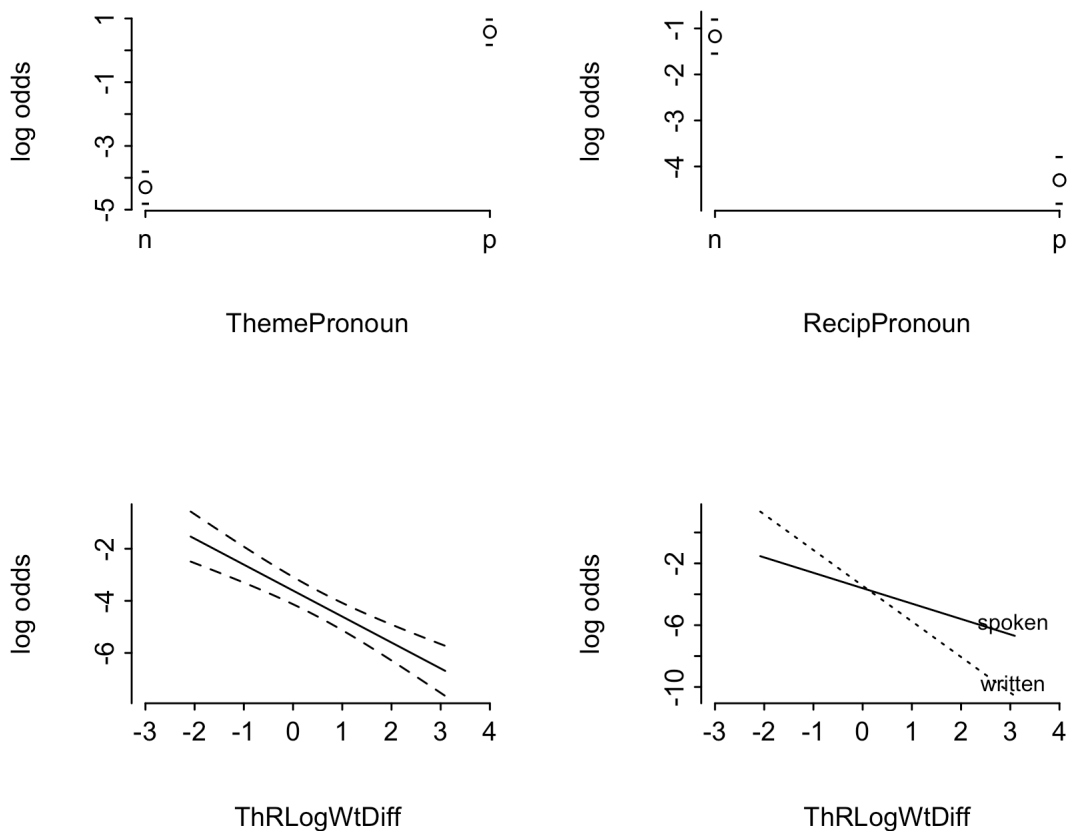 log odds
1
-1
-3
-5
n
p
ThemePronoun
log odds
-1
-2
-3
-4
n
p
RecipPronoun
log odds
-2
-4
-6
-3 -2 -1 0 1 2 3 4
ThRLogWtDiff
log odds
-2
-6
-10
spoken
written
-3 -2 -1 0 1 2 3 4
ThRLogWtDiff